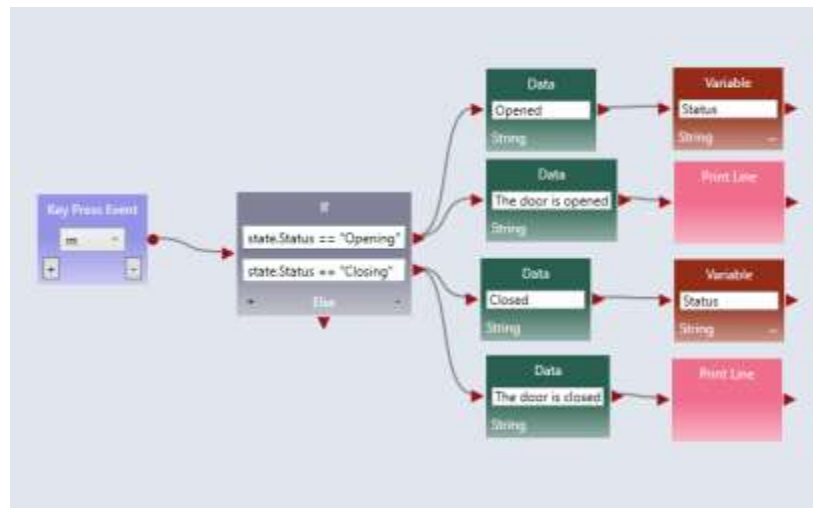 Key Press Event
m
+
-
If
state.Status == "Opening"
state.Status == "Closing"
+
Else
-
Data
Opened
String
Variable
Status
String
Data
The door is opened
String
Print Line
Data
Closed
String
Variable
Status
String
Data
The door is closed
String
Print Line